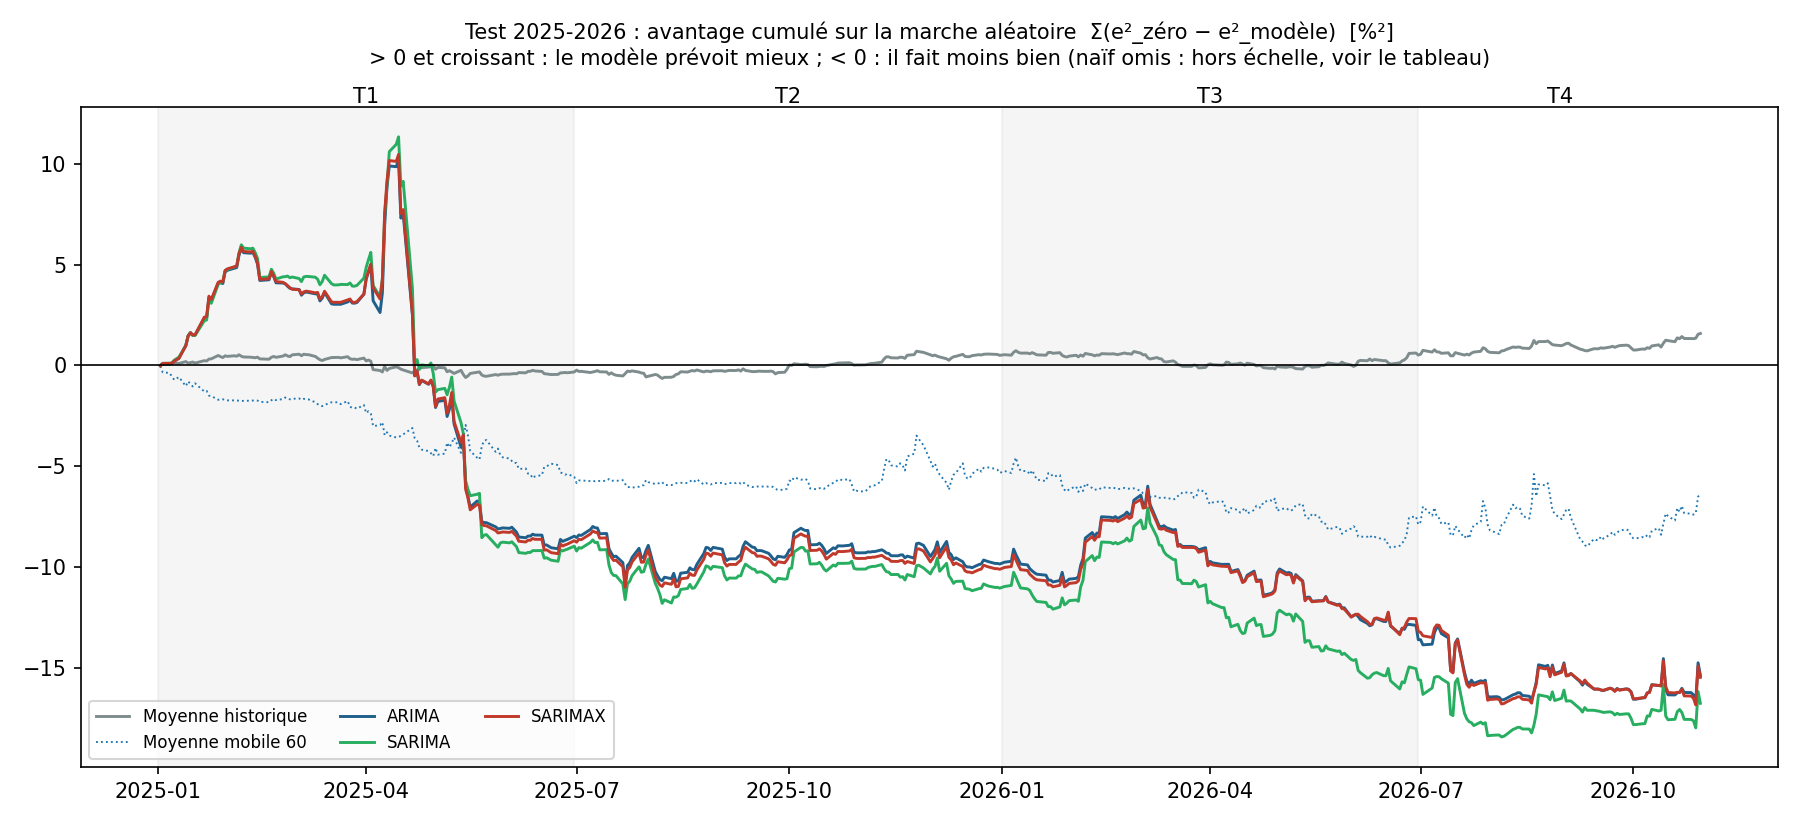 Test 2025-2026 : avantage cumulé sur la marche aléatoire  Σ(e²_zéro − e²_modèle)  [%²]
> 0 et croissant : le modèle prévoit mieux ; < 0 : il fait moins bien (naïf omis : hors échelle, voir le tableau)
T1 T2 T3 T4
10
5
0
−5
−10
−15
Moyenne historique ARIMA SARIMAX
Moyenne mobile 60 SARIMA
2025-01 2025-04 2025-07 2025-10 2026-01 2026-04 2026-07 2026-10